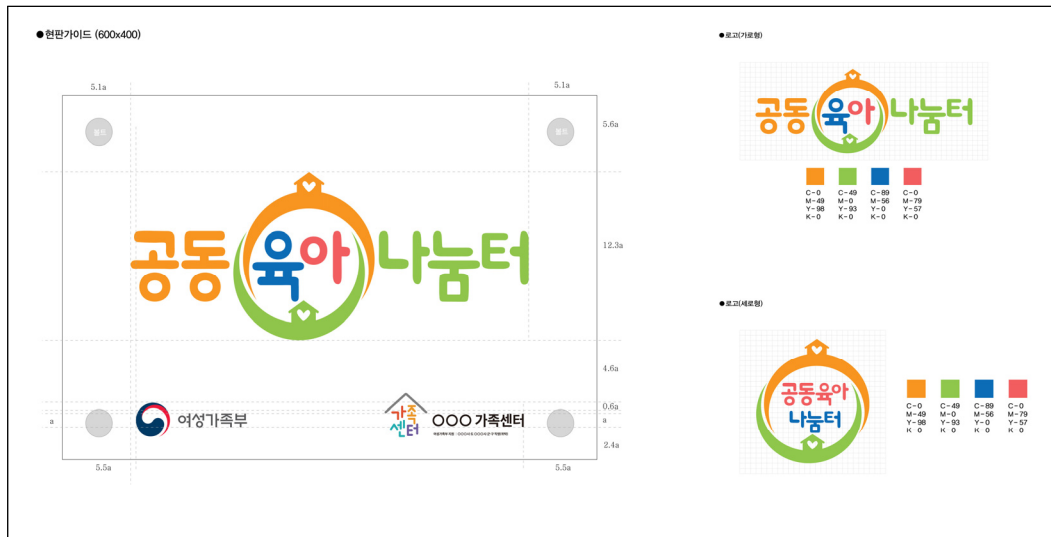 ●현판가이드 (600x400)
5.1a
5.1a
볼트
볼트
5.6a
공동육아나눔터
12.3a
4.6a
0.6a
a
a
여성가족부
가족센터
OOO 가족센터
2.4a
5.5a
5.5a
●로고(가로형)
공동육아나눔터
C-0
M-49
Y-98
K-0
C-49
M-0
Y-93
K-0
C-89
M-56
Y-0
K-0
C-0
M-79
Y-57
K-0
●로고(세로형)
공동육아
나눔터
C-0
M-49
Y-98
K 0
C-49
M-0
Y-93
K 0
C-89
M-56
Y-0
K 0
C-0
M-79
Y-57
K 0